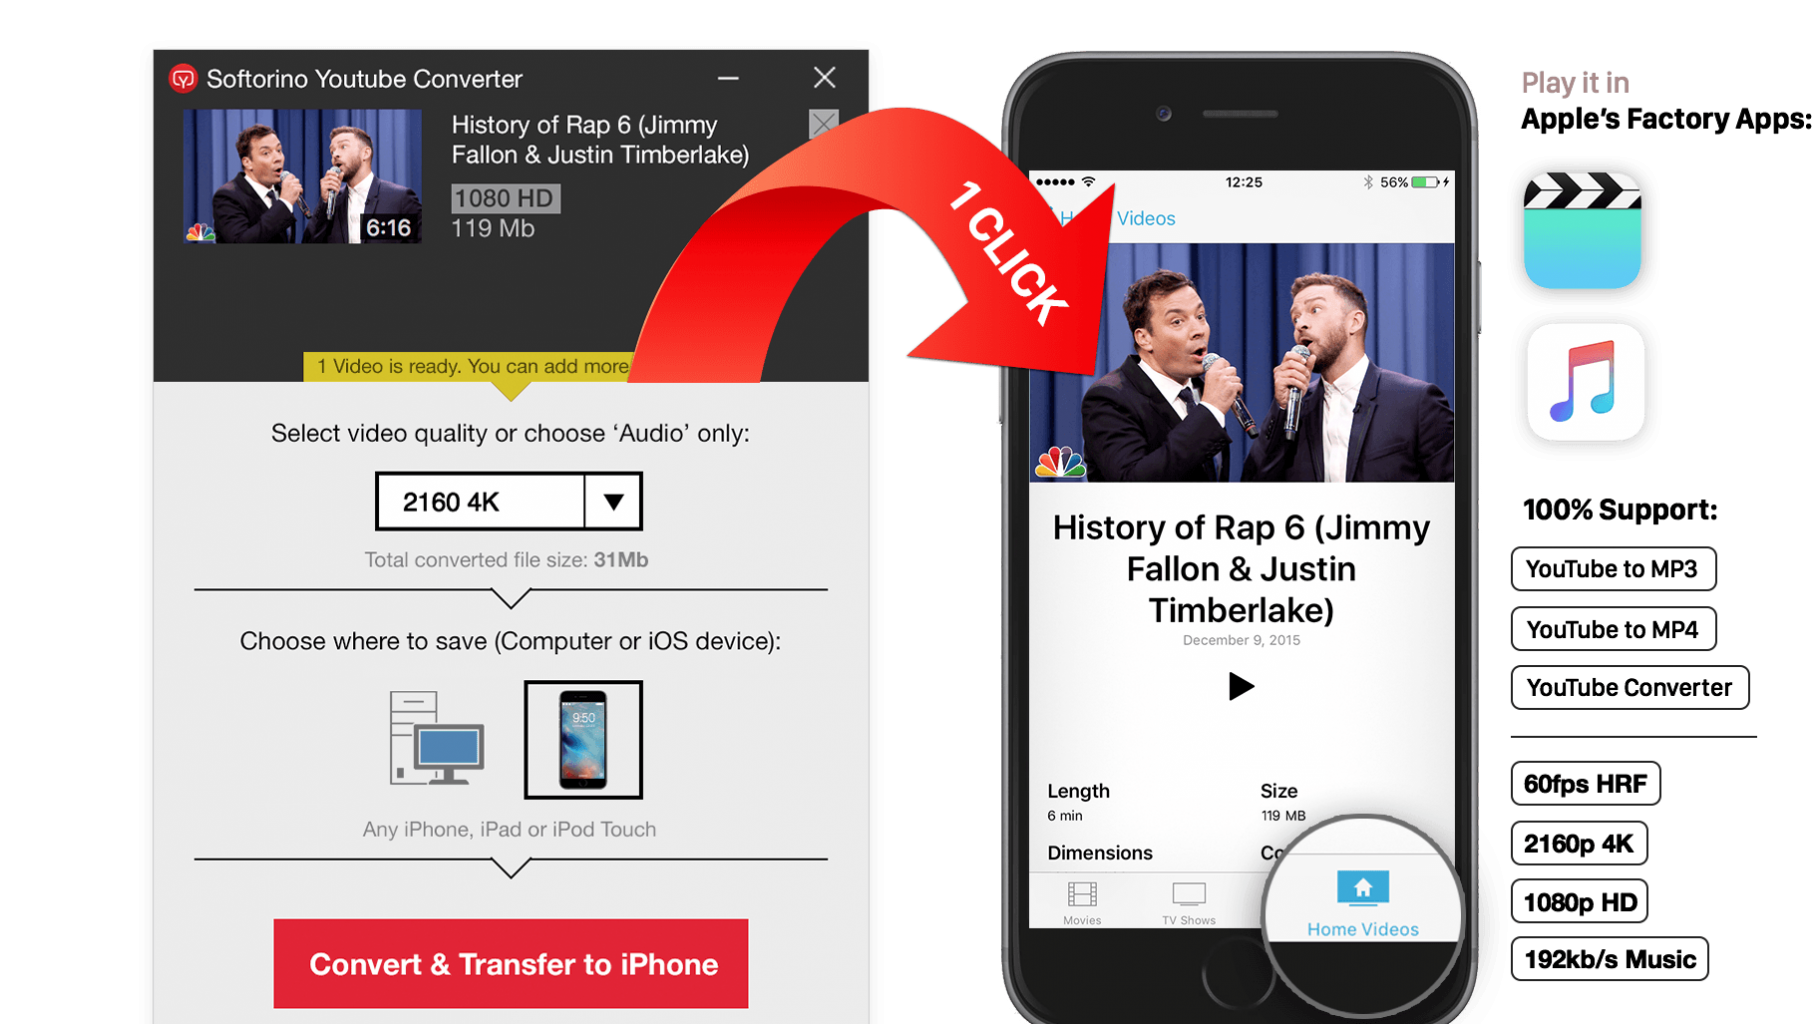 Softorino Youtube Converter
History of Rap 6 (Jimmy
Fallon & Justin Timberlake)
1080 HD
119 Mb
6:16
1 Video is ready. You can add more
Select video quality or choose ‘Audio’ only:
2160 4K
Total converted file size: 31Mb
Choose where to save (Computer or iOS device):
9:50
Any iPhone, iPad or iPod Touch
Convert & Transfer to iPhone
1 CLICK
12:25
56%
Videos
History of Rap 6 (Jimmy
Fallon & Justin
Timberlake)
December 9, 2015
Length
Size
6 min
119 MB
Dimensions
Movies
TV Shows
Home Videos
Play it in
Apple’s Factory Apps:
100% Support:
YouTube to MP3
YouTube to MP4
YouTube Converter
60fps HRF
2160p 4K
1080p HD
192kb/s Music